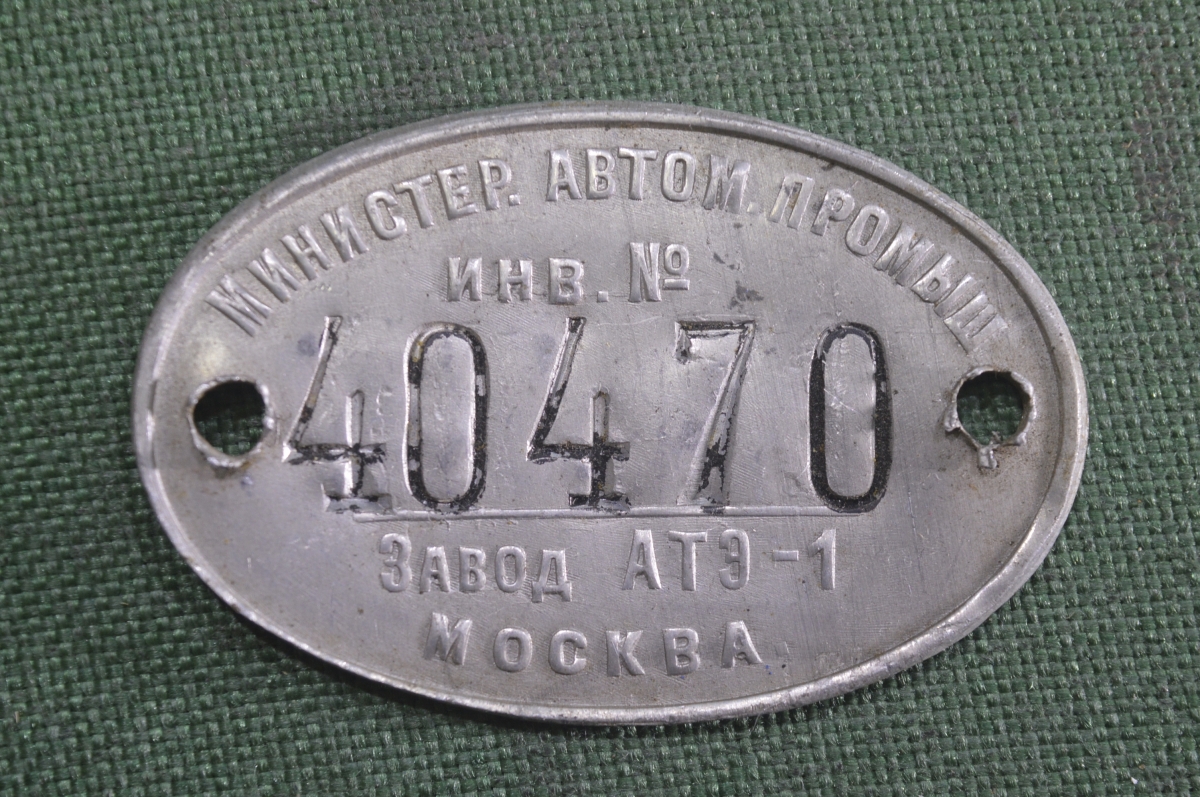 МИНИСТЕР. АВТОМ. ПРОМЫШ
ИНВ. №
40470
ЗАВОД АТЭ-1
МОСКВА